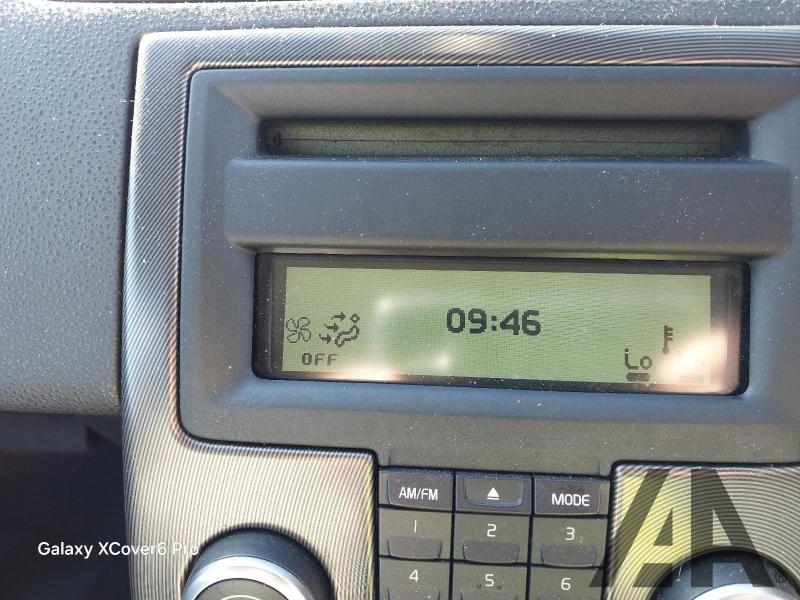 09:46
OFF
Lo
AM/FM
MODE
1 2 3
4 5 6
Galaxy XCover6 Pro
®